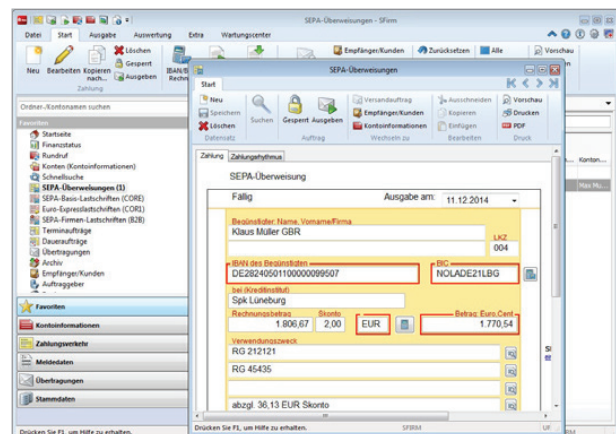 SEPA-Überweisungen - SFirm
Datei Start Ausgabe Auswertung Extra Wartungscenter
Neu Bearbeiten Kopieren nach...
Löschen
Gesperrt
Ausgeben
Zahlung
Empfänger/Kunden
Zurücksetzen
Alle
Vorschau
Ordner-/Kontonamen suchen
Favoriten
Startseite
Finanzstatus
Rundruf
Konten (Kontoinformationen)
Schnellsuche
SEPA-Überweisungen (1)
SEPA-Basis-Lastschriften (CORE)
Euro-Expresslastschriften (COR1)
SEPA-Firmen-Lastschriften (B2B)
Terminaufträge
Daueraufträge
Übertragungen
Archiv
Empfänger/Kunden
Auftraggeber
Favoriten
Kontoinformationen
Zahlungsverkehr
Meldedaten
Übertragungen
Stammdaten
Drücken Sie F1, um Hilfe zu erhalten.
SEPA-Überweisungen
Start
Neu
Speichern
Löschen
Datensatz
Suchen
Gesperrt Ausgeben
Auftrag
Versandauftrag
Empfänger/Kunden
Kontoinformationen
Wechseln zu
Ausschneiden
Kopieren
Einfügen
Bearbeiten
Vorschau
Drucken
PDF
Druck
Zahlung Zahlungsrhythmus
SEPA-Überweisung
Fällig Ausgabe am: 11.12.2014
Begünstigter: Name, Vorname/Firma
Klaus Müller GBR
LKZ
004
IBAN des Begünstigten BIC
DE28240501100000099507 NOLADE21LBG
bei (Kreditinstitut)
Spk Lüneburg
Rechnungsbetrag Skonto Betrag: Euro,Cent
1.806,67 2,00 EUR 1.770,54
Verwendungszweck
RG 212121
RG 45435
abzgl. 36,13 EUR Skonto
Drücken Sie F1, um Hilfe zu erhalten. SFIRM UF
Konton...
Max Mu...